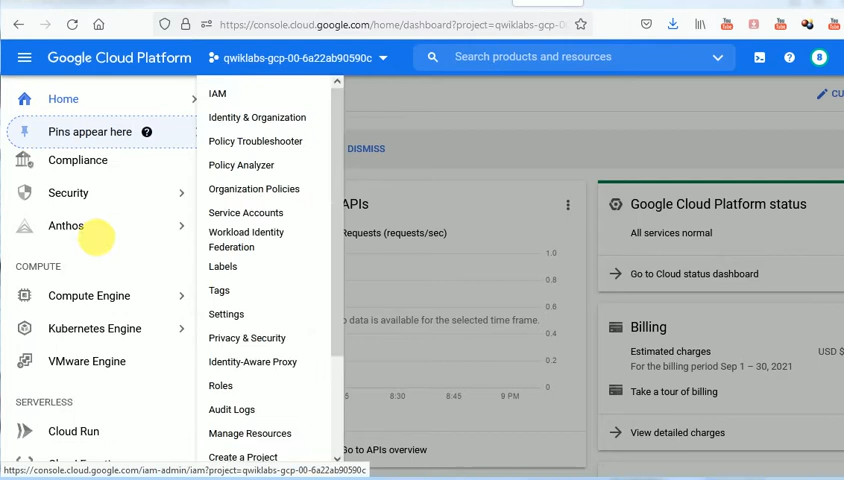 https://console.cloud.google.com/home/dashboard?project=qwiklabs-gcp-00-
Google Cloud Platform
qwiklabs-gcp-00-6a22ab90590c
Search products and resources
8
Home
Pins appear here
Compliance
Security
Anthos
COMPUTE
Compute Engine
Kubernetes Engine
VMware Engine
SERVERLESS
Cloud Run
IAM
Identity & Organization
Policy Troubleshooter
Policy Analyzer
Organization Policies
Service Accounts
Workload Identity
Federation
Labels
Tags
Settings
Privacy & Security
Identity-Aware Proxy
Roles
Audit Logs
Manage Resources
Create a Project
CU
DISMISS
APIs
Requests (requests/sec)
1.0
0.8
0.6
0.4
0.2
0
data is available for the selected time frame.
8:30
8:45
9 PM
Go to APIs overview
Google Cloud Platform status
All services normal
Go to Cloud status dashboard
Billing
Estimated charges
USD $
For the billing period Sep 1 – 30, 2021
Take a tour of billing
View detailed charges
https://console.cloud.google.com/iam-admin/iam?project=qwiklabs-gcp-00-6a22ab90590c